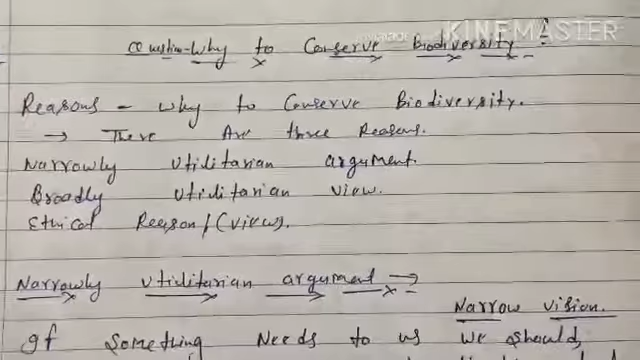 KINEMASTER
Question - Why to Conserve Biodiversity?
Reasons - Why to Conserve Biodiversity.
→ There Are three Reasons.
Narrowly utilitarian argument.
Broadly utilitarian view.
Ethical Reason/(view).
Narrowly utilitarian argument →
Narrow vision.
If something Needs to us we should,